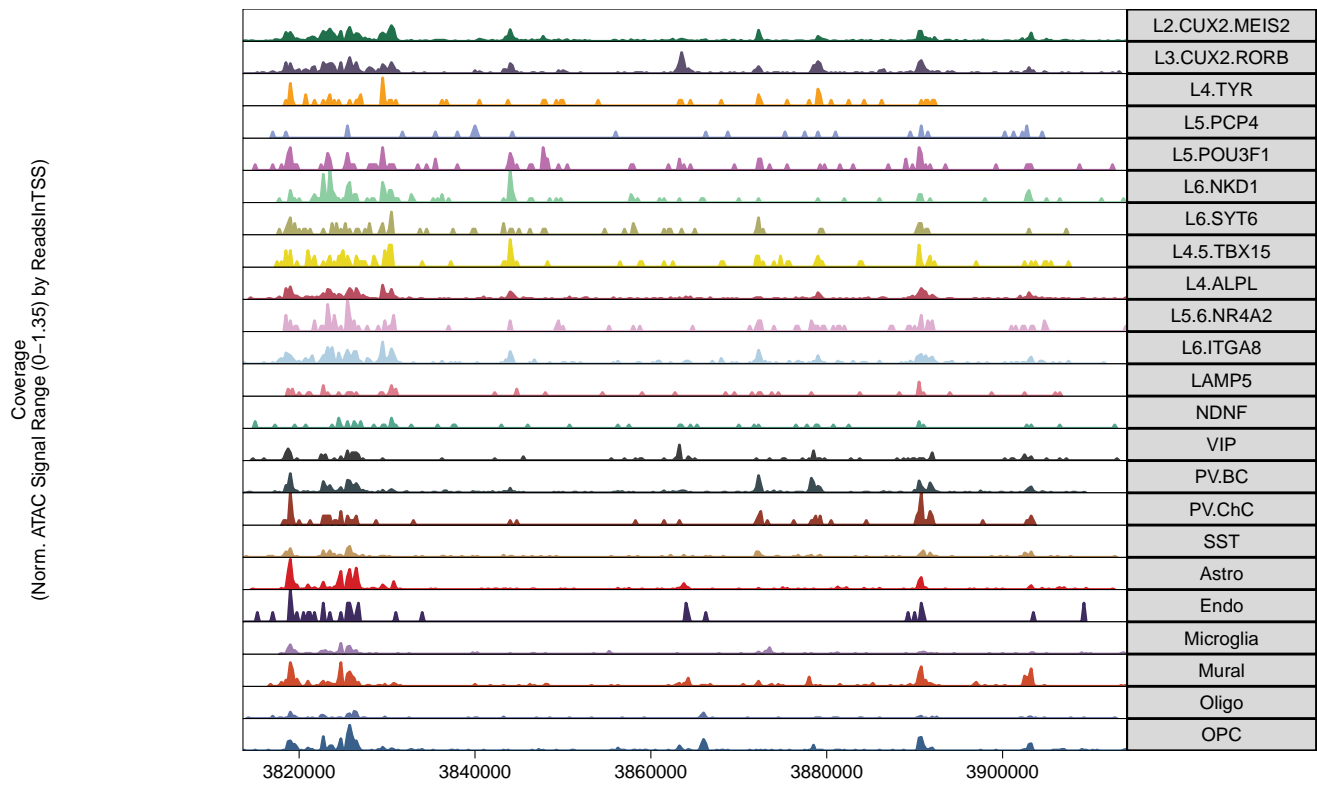 Coverage
(Norm. ATAC Signal Range (0−1.35) by ReadsInTSS)
L2.CUX2.MEIS2
L3.CUX2.RORB
L4.TYR
L5.PCP4
L5.POU3F1
L6.NKD1
L6.SYT6
L4.5.TBX15
L4.ALPL
L5.6.NR4A2
L6.ITGA8
LAMP5
NDNF
VIP
PV.BC
PV.ChC
SST
Astro
Endo
Microglia
Mural
Oligo
OPC
3820000 3840000 3860000 3880000 3900000